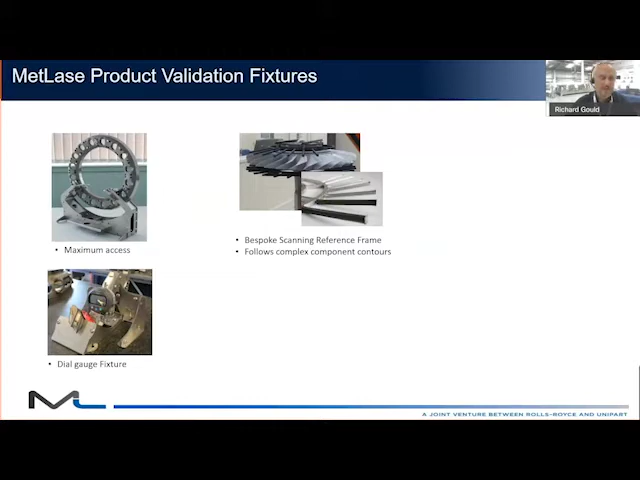 MetLase Product Validation Fixtures
Richard Gould
• Maximum access
• Bespoke Scanning Reference Frame
• Follows complex component contours
• Dial gauge Fixture
A JOINT VENTURE BETWEEN ROLLS-ROYCE AND UNIPART